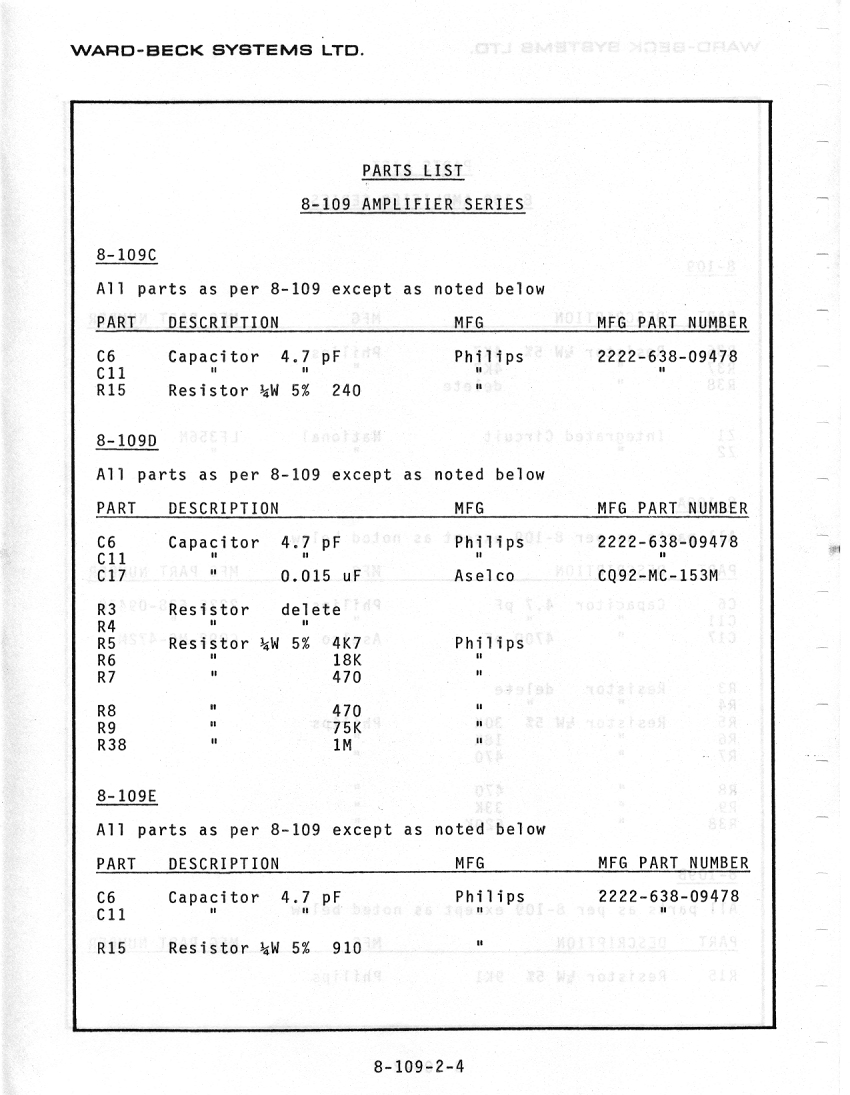 WARD-BECK SYSTEMS LTD.
PARTS LIST
8-109 AMPLIFIER SERIES
8-109C
All parts as per 8-109 except as noted below
PART DESCRIPTION MFG MFG PART NUMBER
C6 Capacitor 4.7 pF Philips 2222-638-09478
C11 " " " "
R15 Resistor ¼W 5% 240 "
8-109D
All parts as per 8-109 except as noted below
PART DESCRIPTION MFG MFG PART NUMBER
C6 Capacitor 4.7 pF Philips 2222-638-09478
C11 " " " "
C17 " 0.015 uF Aselco CQ92-MC-153M
R3 Resistor delete
R4 " "
R5 Resistor ¼W 5% 4K7 Philips
R6 " 18K "
R7 " 470 "
R8 " 470 "
R9 " 75K "
R38 " 1M "
8-109E
All parts as per 8-109 except as noted below
PART DESCRIPTION MFG MFG PART NUMBER
C6 Capacitor 4.7 pF Philips 2222-638-09478
C11 " " " "
R15 Resistor ¼W 5% 910 "
8-109-2-4